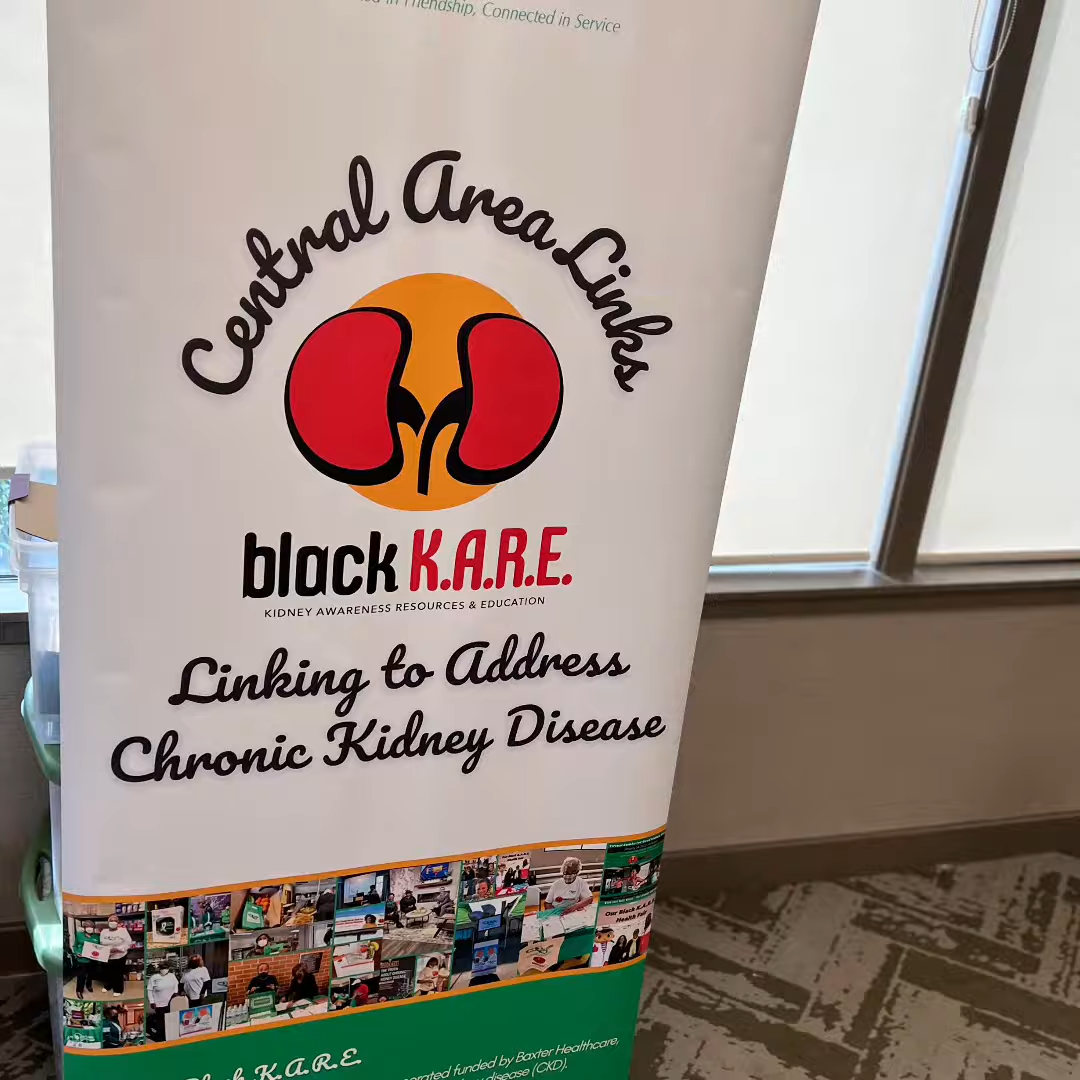 in Friendship, Connected in Service
Central Area Links
black K.A.R.E.
KIDNEY AWARENESS RESOURCES & EDUCATION
Linking to Address
Chronic Kidney Disease
Our Black K.A.R.E.
Health Fair
Black K.A.R.E.
funded by Baxter Healthcare,
disease (CKD).